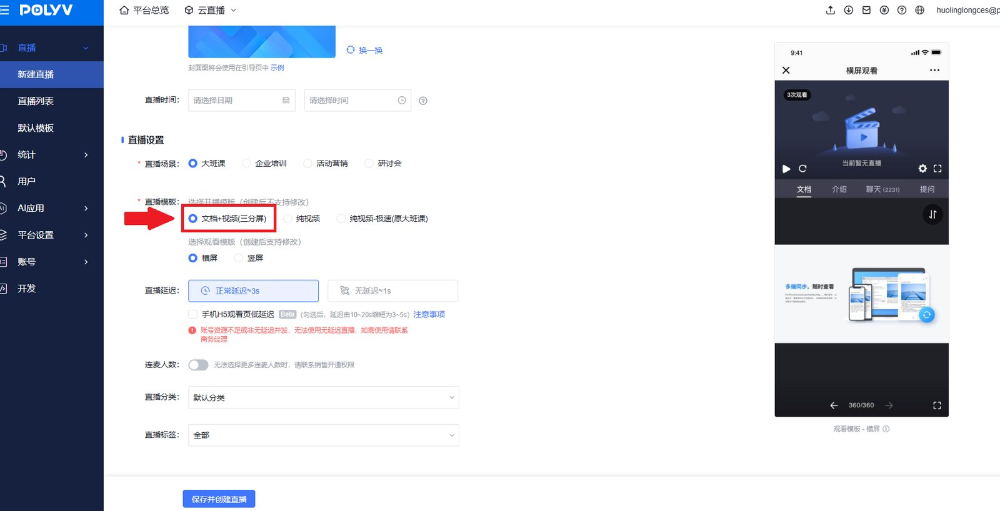 POLYV
平台总览
云直播
huolinglongces@p
直播
新建直播
直播列表
默认模板
统计
用户
AI应用
平台设置
账号
开发
换一换
封面图将会使用在引导页中 示例
直播时间:
请选择日期
请选择时间
直播设置
* 直播场景:
大班课
企业培训
活动营销
研讨会
* 直播模板:
选择开播模版（创建后不支持修改）
文档+视频(三分屏)
纯视频
纯视频-极速(原大班课)
选择观看模版（创建后支持修改）
横屏
竖屏
直播延迟:
正常延迟≈3s
无延迟≈1s
手机H5观看页低延迟 Beta （勾选后，延迟由10~20s缩短为3~5s） 注意事项
账号资源不足或非无延迟并发，无法使用无延迟直播，如需使用请联系
商务经理
连麦人数:
无法选择更多连麦人数时，请联系销售开通权限
直播分类:
默认分类
直播标签:
全部
保存并创建直播
9:41
横屏观看
3次观看
当前暂无直播
文档
介绍
聊天 (2231)
提问
多端同步，随时查看
360/360
观看模板 - 横屏